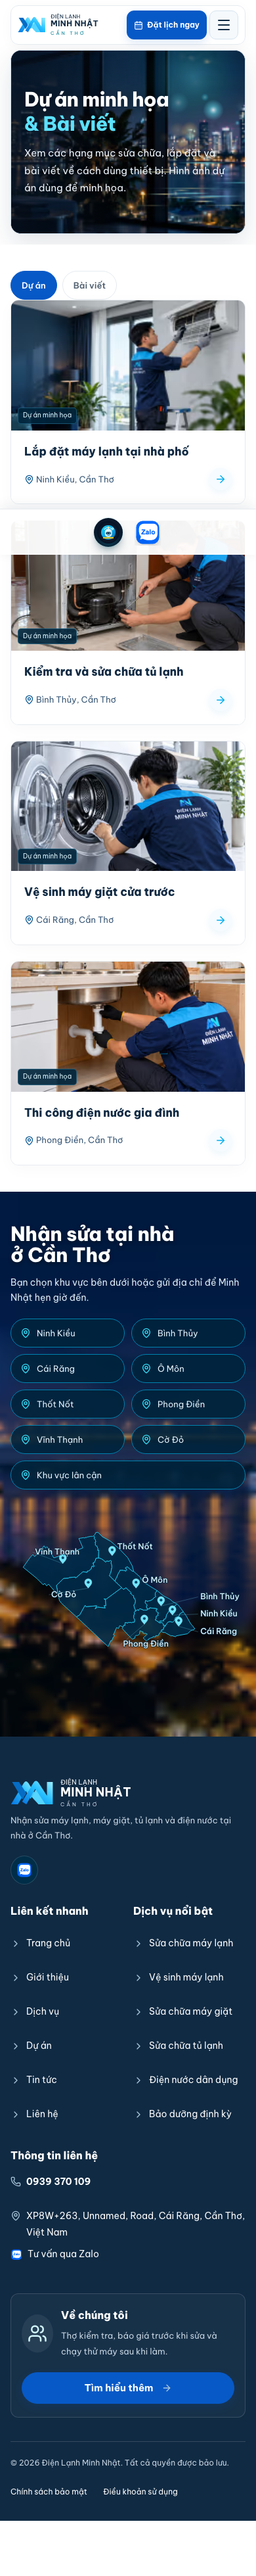 ĐIỆN LẠNH
MINH NHẬT
CẦN THƠ
Đặt lịch ngay
Dự án minh họa
& Bài viết
Xem các hạng mục sửa chữa, lắp đặt và
bài viết về cách dùng thiết bị. Hình ảnh dự
án dùng để minh họa.
Dự án
Bài viết
Dự án minh họa
Lắp đặt máy lạnh tại nhà phố
Ninh Kiều, Cần Thơ
Zalo
Dự án minh họa
Kiểm tra và sửa chữa tủ lạnh
Bình Thủy, Cần Thơ
ĐIỆN LẠNH
MINH NHẬT
Dự án minh họa
Vệ sinh máy giặt cửa trước
Cái Răng, Cần Thơ
ĐIỆN LẠNH
MINH NHẬT
Dự án minh họa
Thi công điện nước gia đình
Phong Điền, Cần Thơ
Nhận sửa tại nhà
ở Cần Thơ
Bạn chọn khu vực bên dưới hoặc gửi địa chỉ để Minh
Nhật hẹn giờ đến.
Ninh Kiều
Bình Thủy
Cái Răng
Ô Môn
Thốt Nốt
Phong Điền
Vĩnh Thạnh
Cờ Đỏ
Khu vực lân cận
Thốt Nốt
Vĩnh Thạnh
Ô Môn
Cờ Đỏ
Bình Thủy
Ninh Kiều
Cái Răng
Phong Điền
ĐIỆN LẠNH
MINH NHẬT
CẦN THƠ
Nhận sửa máy lạnh, máy giặt, tủ lạnh và điện nước tại
nhà ở Cần Thơ.
Zalo
Liên kết nhanh
Trang chủ
Giới thiệu
Dịch vụ
Dự án
Tin tức
Liên hệ
Dịch vụ nổi bật
Sửa chữa máy lạnh
Vệ sinh máy lạnh
Sửa chữa máy giặt
Sửa chữa tủ lạnh
Điện nước dân dụng
Bảo dưỡng định kỳ
Thông tin liên hệ
0939 370 109
XP8W+263, Unnamed, Road, Cái Răng, Cần Thơ,
Việt Nam
Tư vấn qua Zalo
Về chúng tôi
Thợ kiểm tra, báo giá trước khi sửa và
chạy thử máy sau khi làm.
Tìm hiểu thêm
© 2026 Điện Lạnh Minh Nhật. Tất cả quyền được bảo lưu.
Chính sách bảo mật
Điều khoản sử dụng